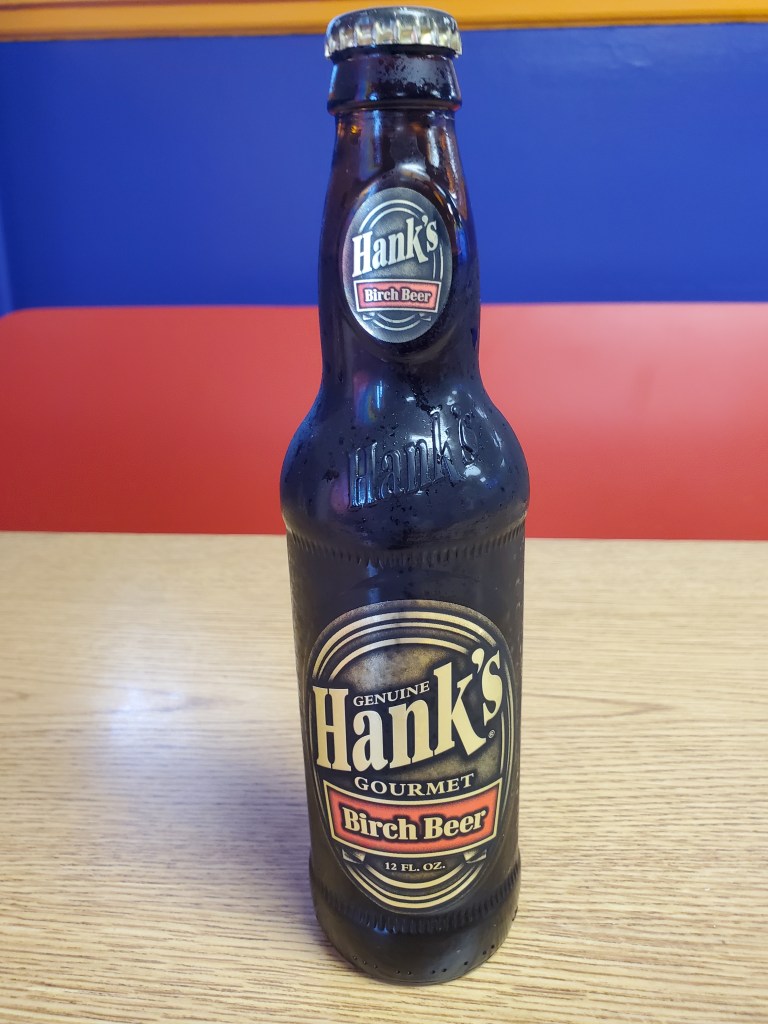 Hank's
Birch Beer
Hank's
GENUINE
Hank's®
GOURMET
Birch Beer
12 FL. OZ.